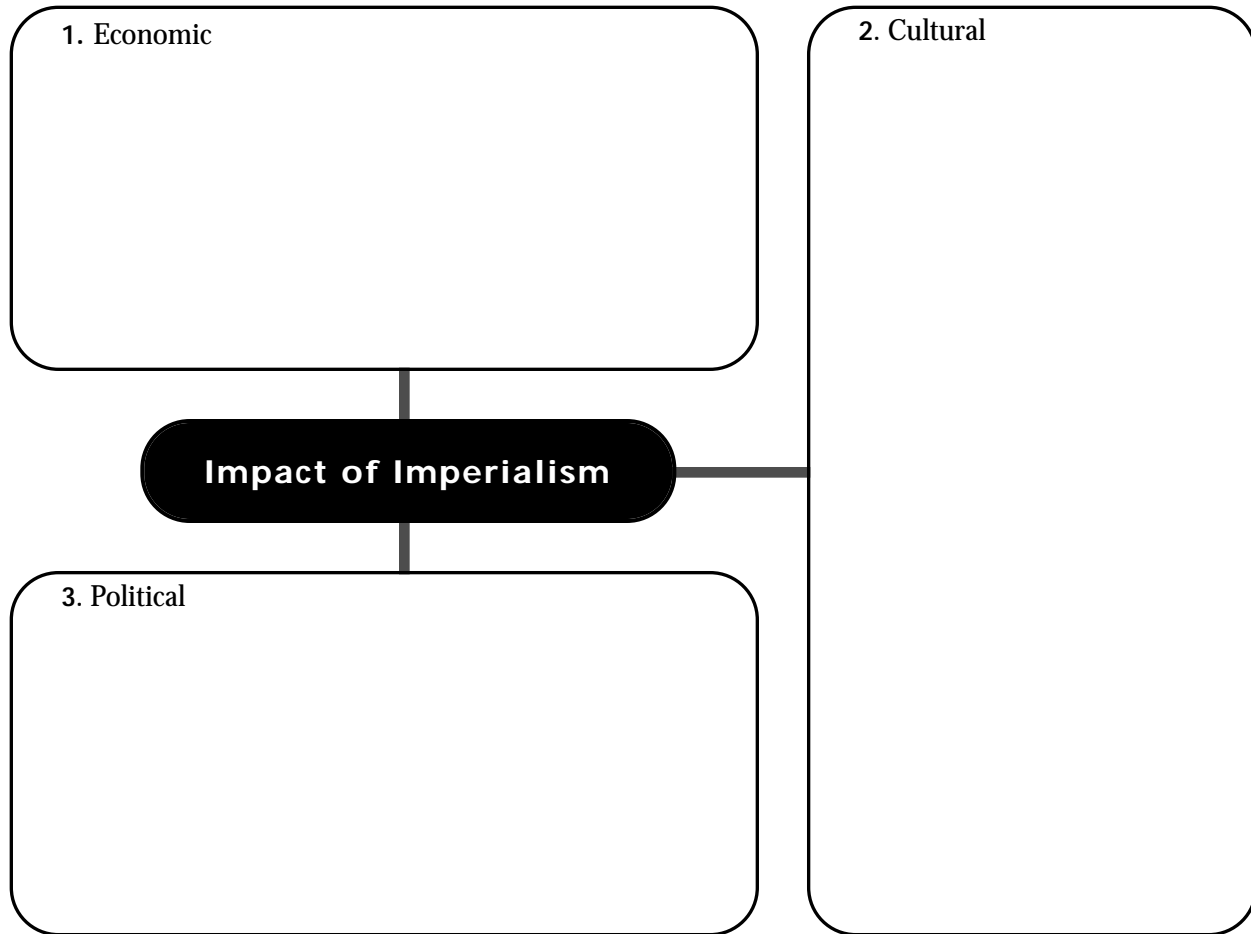 1. Economic
2. Cultural
Impact of Imperialism
3. Political